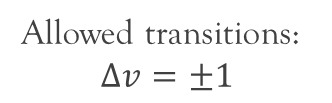 Allowed transitions:
Δv = ±1